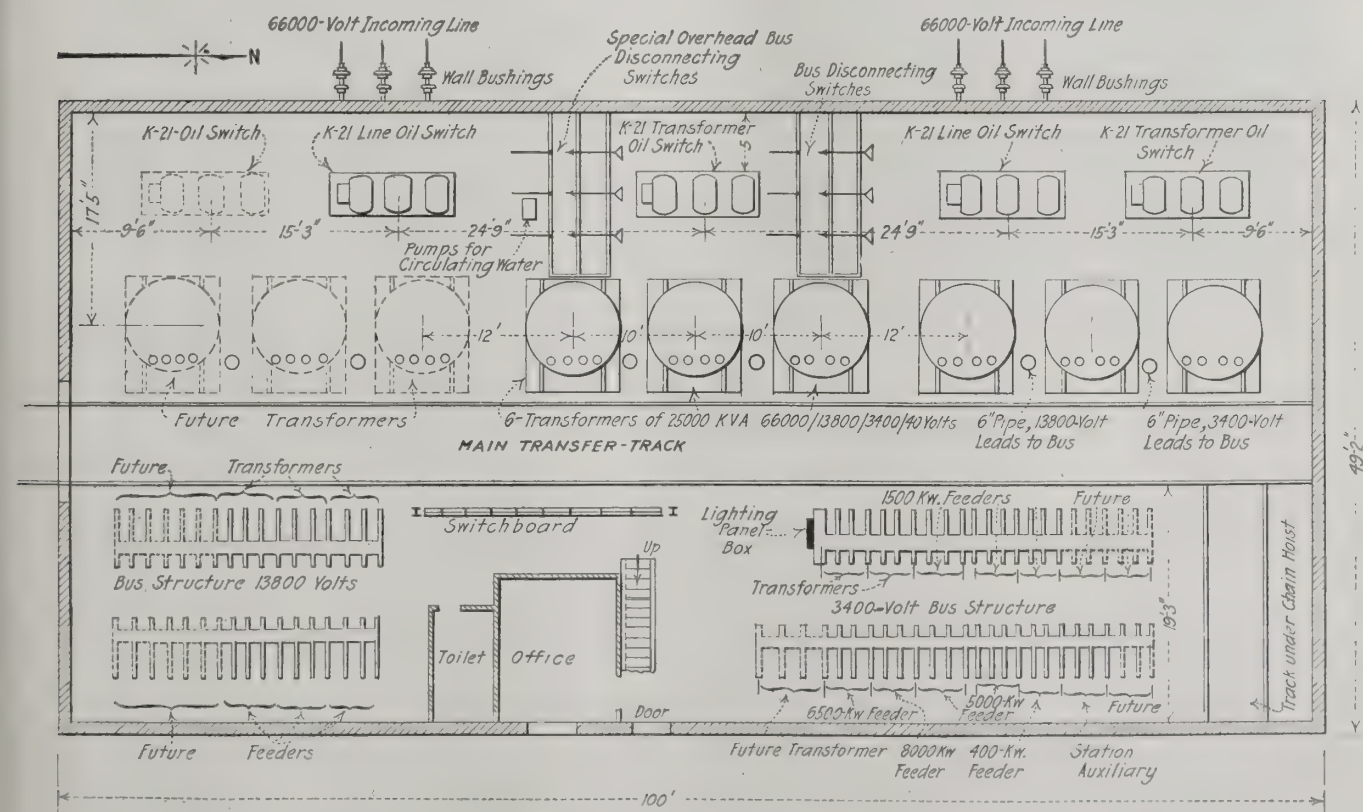 66000-Volt Incoming Line
66000-Volt Incoming Line
N
Wall Bushings
Special Overhead Bus
Disconnecting
Switches
Bus Disconnecting
Switches
Wall Bushings
K-21-Oil Switch
K-21 Line Oil Switch
K-21 Transformer
Oil Switch
5'
K-21 Line Oil Switch
K-21 Transformer Oil
Switch
17'5"
9'-6"
15'-3"
24'-9"
24'-9"
15'-3"
9'-6"
Pumps for
Circulating Water
12'
10'
10'
12'
Future Transformers
6-Transformers of 25000 KVA 66000/13800/3400/40 Volts
6" Pipe, 13800-Volt
Leads to Bus
6" Pipe, 3400-Volt
Leads to Bus
MAIN TRANSFER-TRACK
49'-2"
Future
Transformers
Switchboard
Lighting
Panel
Box
1500 Kw. Feeders
Future
Bus Structure 13800 Volts
Up
Transformers
3400-Volt Bus Structure
19'-3"
Track under Chain Hoist
Toilet
Office
Door
6500-Kw Feeder
5000-Kw
Feeder
Future
Future
Feeders
Future Transformer
8000 Kw
Feeder
400-Kw.
Feeder
Station
Auxiliary
100'